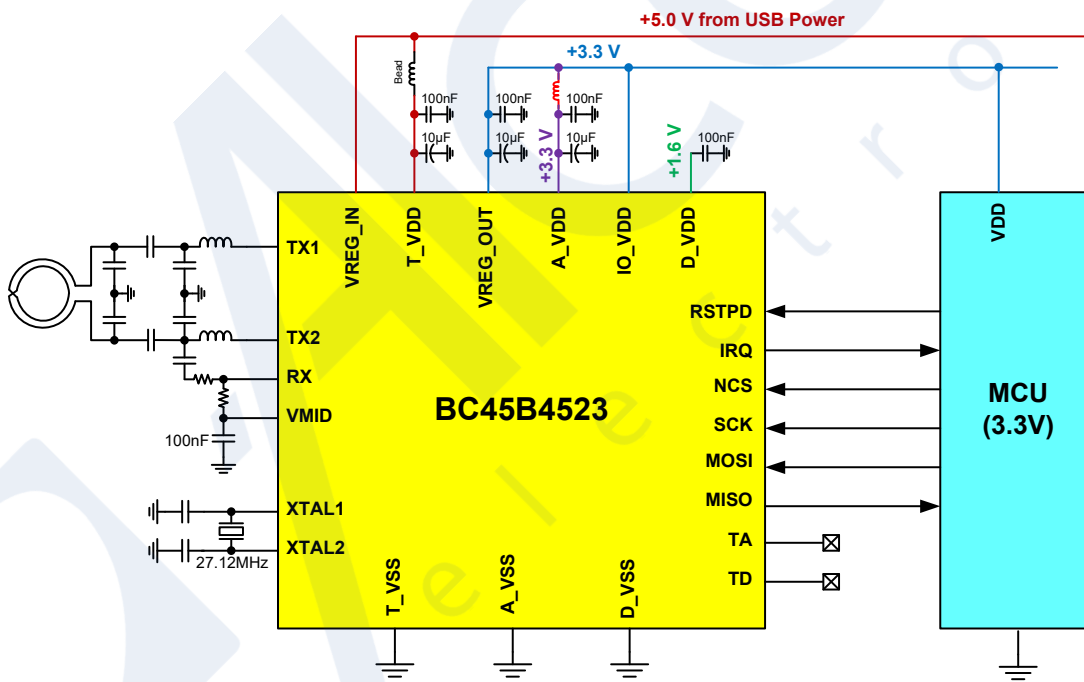 +5.0 V from USB Power
+3.3 V
Bead
100nF
100nF
100nF
10µF
10µF
10µF
+3.3 V
+1.6 V
100nF
VREG_IN
T_VDD
VREG_OUT
A_VDD
IO_VDD
D_VDD
VDD
TX1
TX2
RX
VMID
100nF
XTAL1
XTAL2
27.12MHz
BC45B4523
RSTPD
IRQ
NCS
SCK
MOSI
MISO
TA
TD
MCU
(3.3V)
T_VSS
A_VSS
D_VSS
e l e c t r o